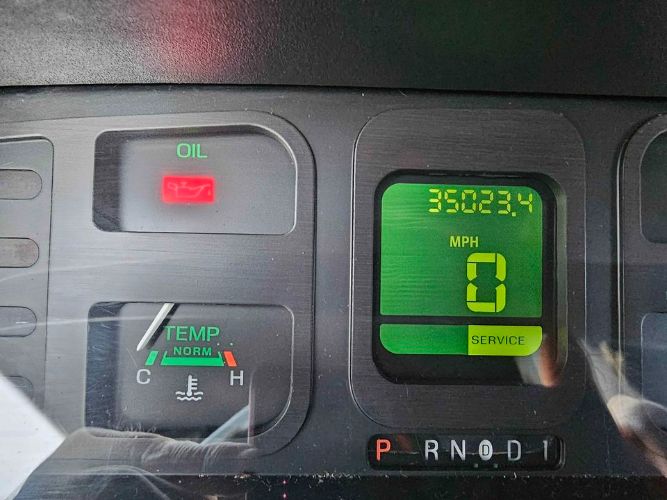 OIL
35023.4
MPH
0
SERVICE
TEMP
NORM
C H
P R N D D 1